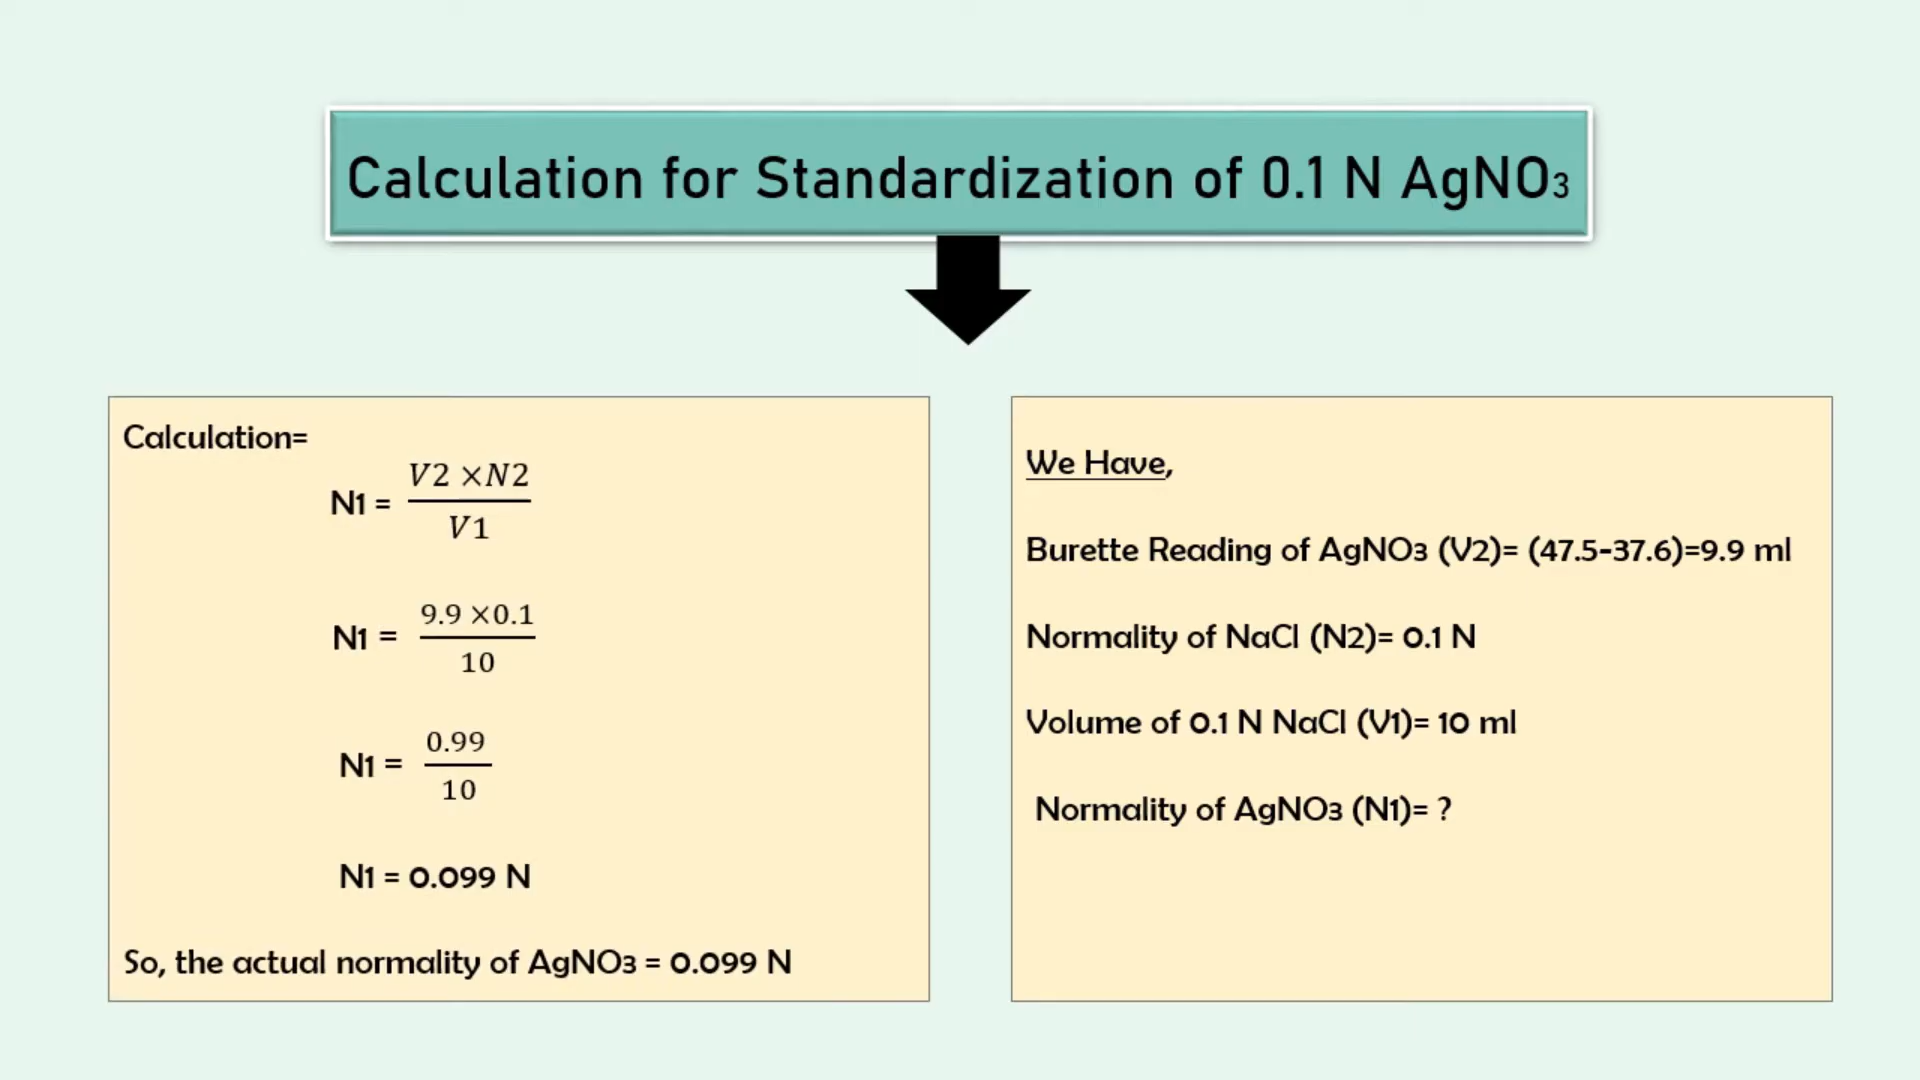 Calculation for Standardization of 0.1 N AgNO₃
Calculation=
N1 = V2 ×N2 / V1
N1 = 9.9 ×0.1 / 10
N1 = 0.99 / 10
N1 = 0.099 N
So, the actual normality of AgNO3 = 0.099 N
We Have,
Burette Reading of AgNO3 (V2)= (47.5-37.6)=9.9 ml
Normality of NaCl (N2)= 0.1 N
Volume of 0.1 N NaCl (V1)= 10 ml
Normality of AgNO3 (N1)= ?